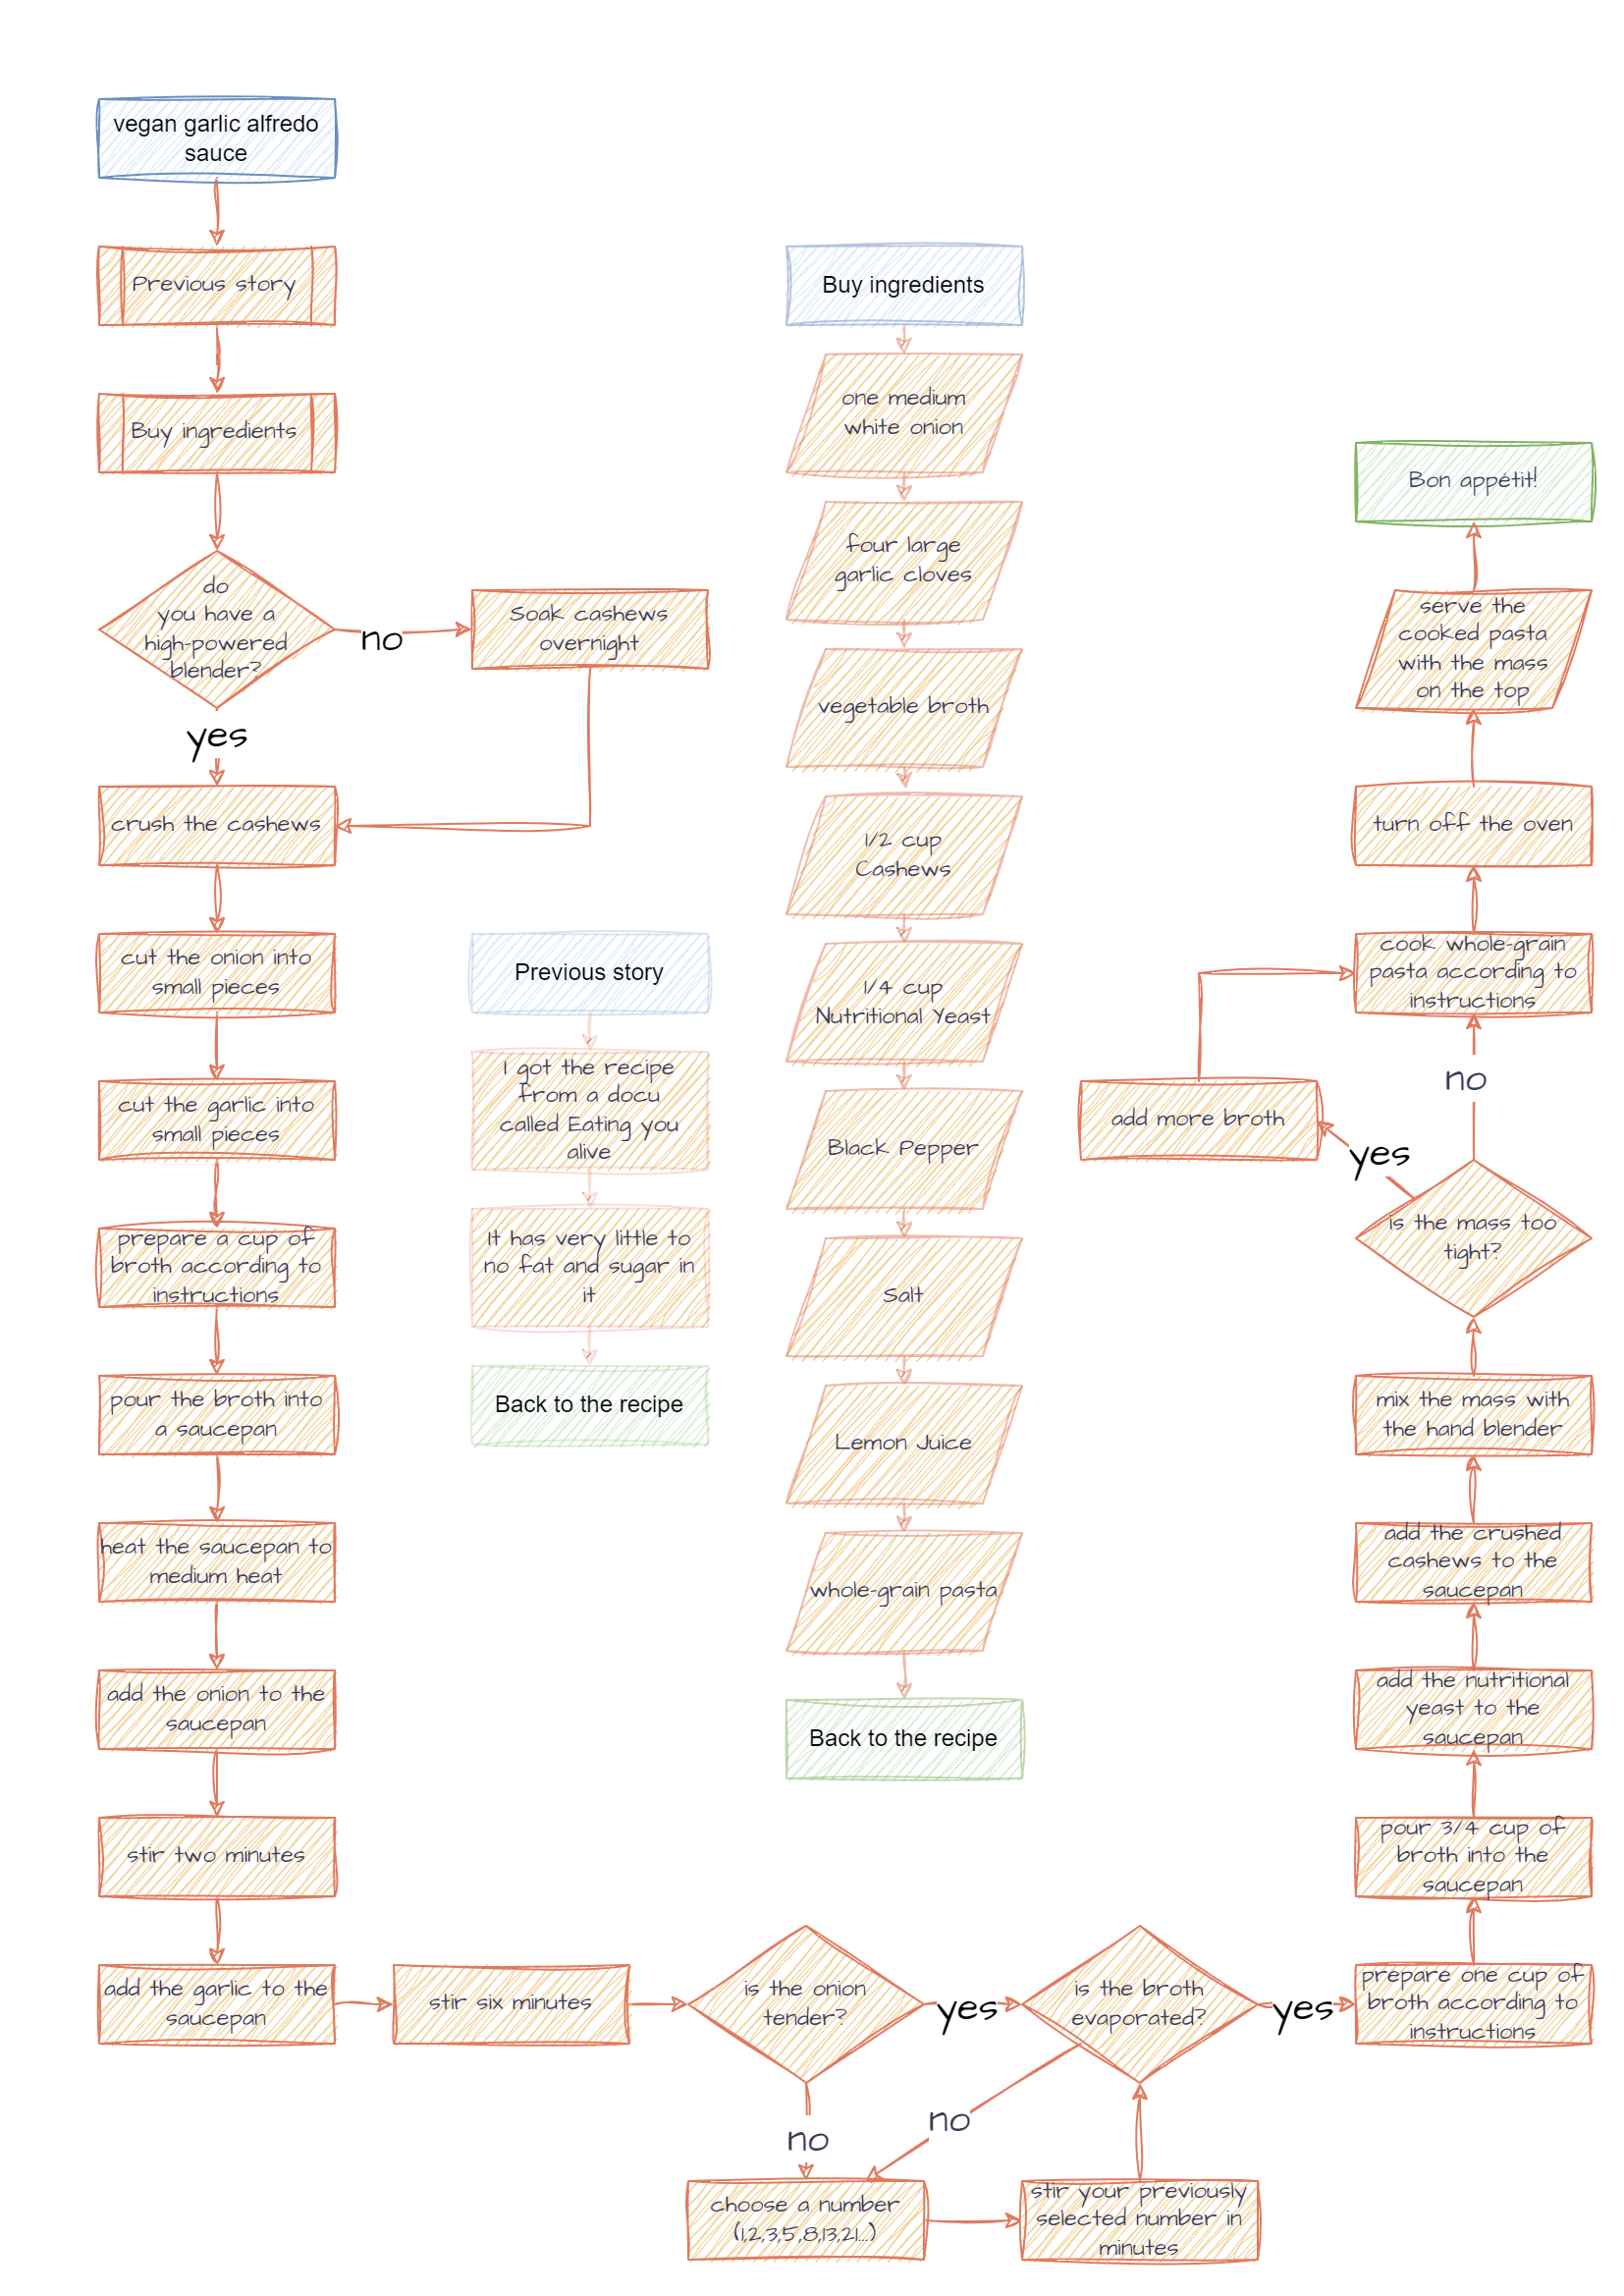 vegan garlic alfredo
sauce
Previous story
Buy ingredients
do
you have a
high-powered
blender?
no
Soak cashews
overnight
yes
crush the cashews
cut the onion into
small pieces
cut the garlic into
small pieces
prepare a cup of
broth according to
instructions
pour the broth into
a saucepan
heat the saucepan to
medium heat
add the onion to the
saucepan
stir two minutes
add the garlic to the
saucepan
stir six minutes
is the onion
tender?
yes
no
is the broth
evaporated?
no
yes
choose a number
(1,2,3,5,8,13,21...)
stir your previously
selected number in
minutes
prepare one cup of
broth according to
instructions
pour 3/4 cup of
broth into the
saucepan
add the nutritional
yeast to the
saucepan
add the crushed
cashews to the
saucepan
mix the mass with
the hand blender
is the mass too
tight?
yes
add more broth
no
cook whole-grain
pasta according to
instructions
turn off the oven
serve the
cooked pasta
with the mass
on the top
Bon appétit!
Previous story
I got the recipe
from a docu
called Eating you
alive
It has very little to
no fat and sugar in
it
Back to the recipe
Buy ingredients
one medium
white onion
four large
garlic cloves
vegetable broth
1/2 cup
Cashews
1/4 cup
Nutritional Yeast
Black Pepper
Salt
Lemon Juice
whole-grain pasta
Back to the recipe